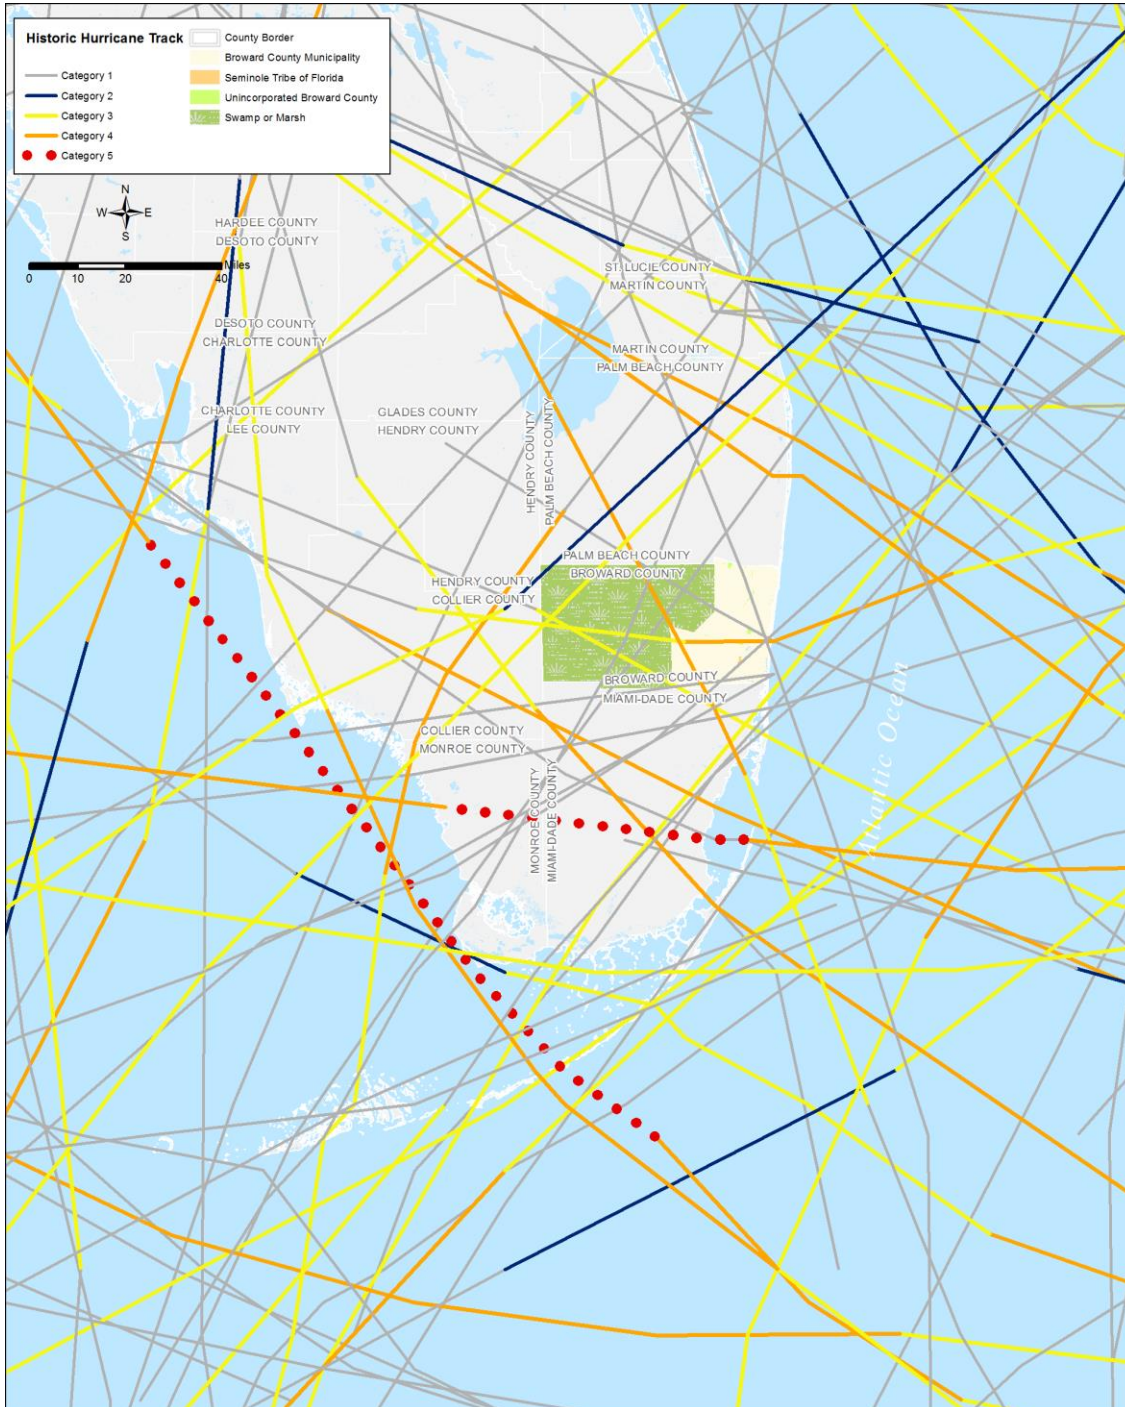 Historic Hurricane Track
Category 1
Category 2
Category 3
Category 4
Category 5
County Border
Broward County Municipality
Seminole Tribe of Florida
Unincorporated Broward County
Swamp or Marsh
N
W E
S
Miles
0 10 20 40
HARDEE COUNTY
DESOTO COUNTY
ST. LUCIE COUNTY
MARTIN COUNTY
DESOTO COUNTY
CHARLOTTE COUNTY
MARTIN COUNTY
PALM BEACH COUNTY
CHARLOTTE COUNTY
LEE COUNTY
GLADES COUNTY
HENDRY COUNTY
HENDRY COUNTY
PALM BEACH COUNTY
PALM BEACH COUNTY
BROWARD COUNTY
HENDRY COUNTY
COLLIER COUNTY
BROWARD COUNTY
MIAMI-DADE COUNTY
COLLIER COUNTY
MONROE COUNTY
MONROE COUNTY
MIAMI-DADE COUNTY
Atlantic Ocean